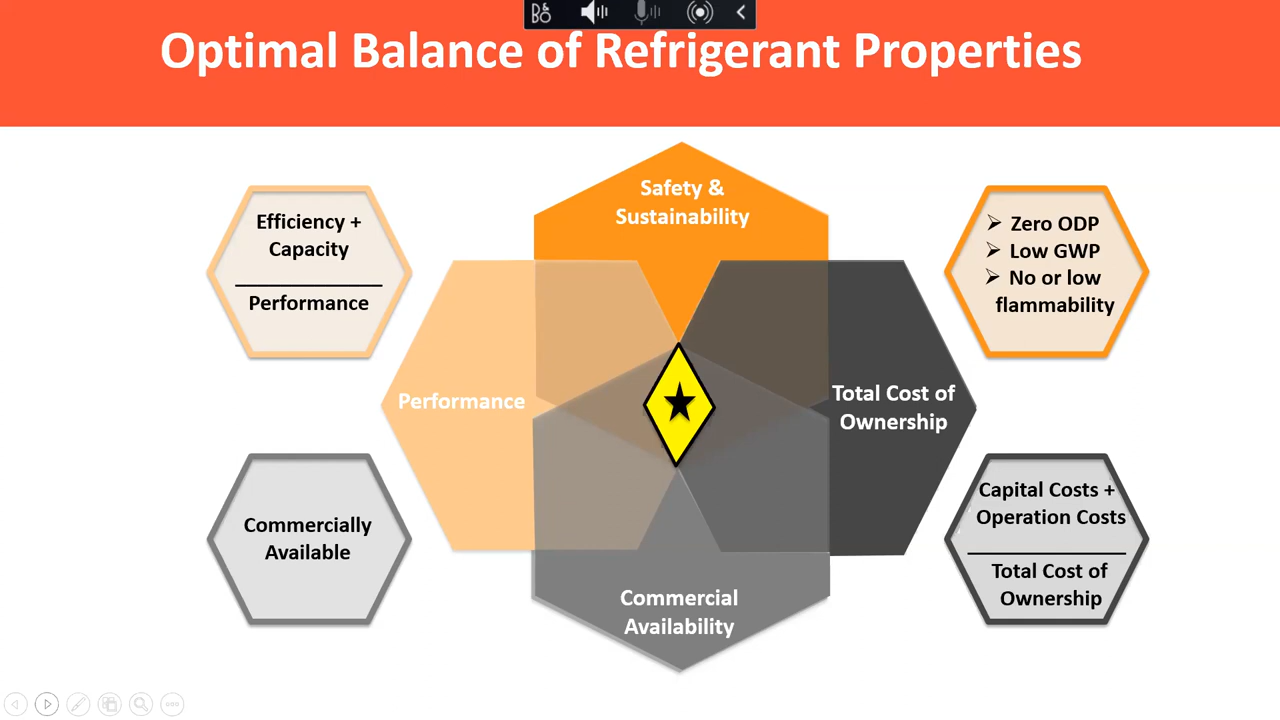 B&O
Optimal Balance of Refrigerant Properties
Safety &
Sustainability
Efficiency +
Capacity
Performance
➢ Zero ODP
➢ Low GWP
➢ No or low
flammability
Performance
Total Cost of
Ownership
Commercially
Available
Capital Costs +
Operation Costs
Total Cost of
Ownership
Commercial
Availability